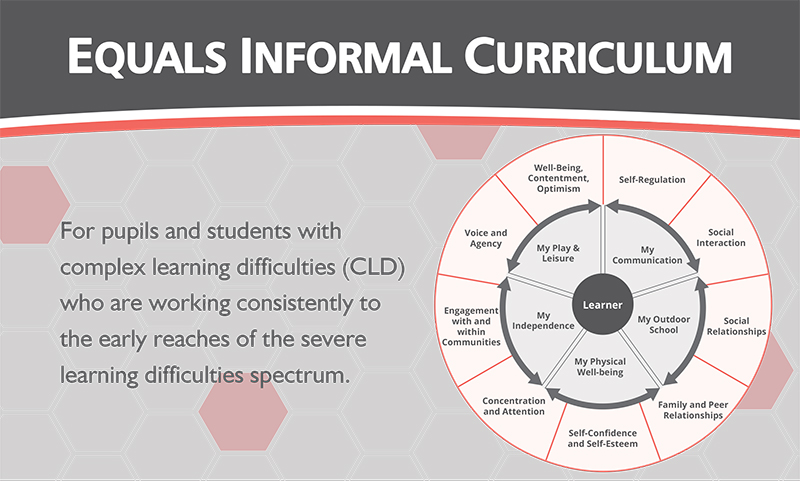 EQUALS INFORMAL CURRICULUM
For pupils and students with
complex learning difficulties (CLD)
who are working consistently to
the early reaches of the severe
learning difficulties spectrum.
Well-Being,
Contentment,
Optimism
Self-Regulation
Social
Interaction
Social
Relationships
Family and Peer
Relationships
Self-Confidence
and Self-Esteem
Concentration
and Attention
Engagement
with and
within
Communities
Voice and
Agency
My Play &
Leisure
My
Communication
My Outdoor
School
My Physical
Well-being
My
Independence
Learner